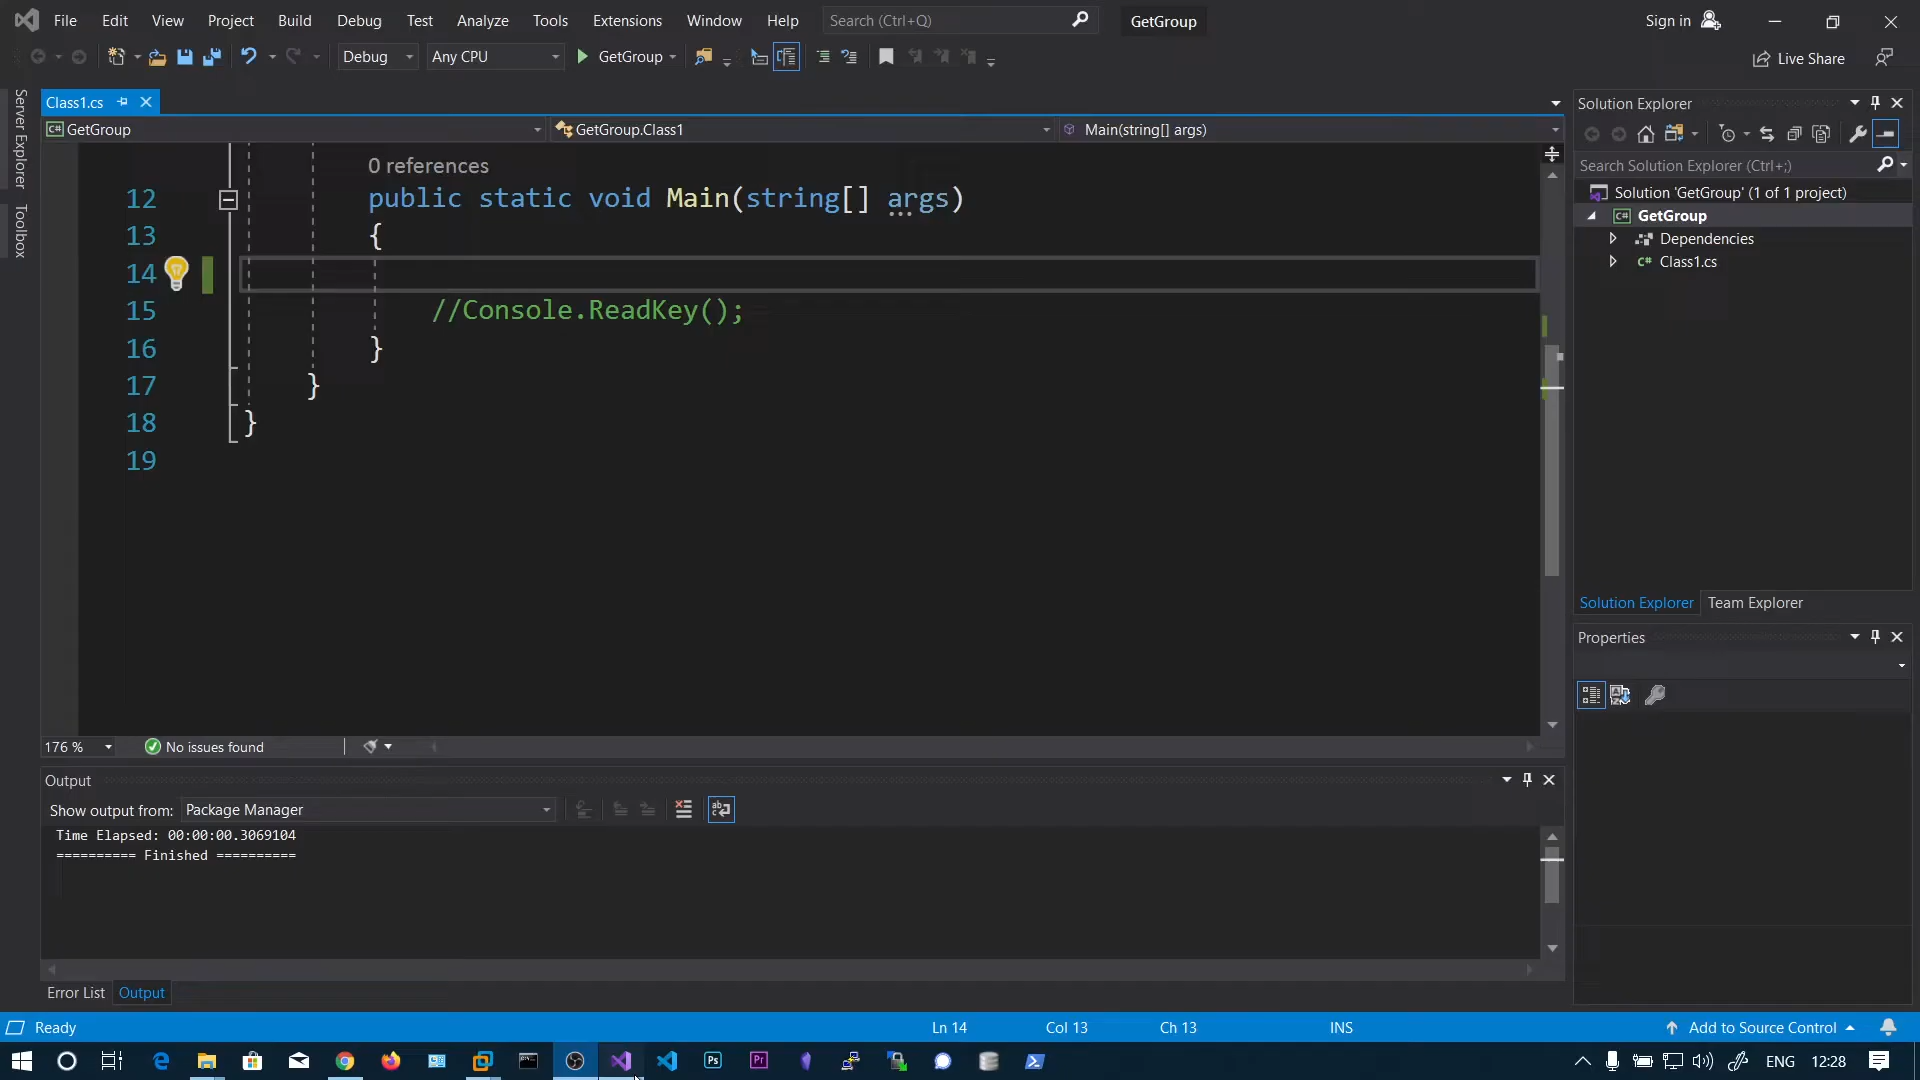 File Edit View Project Build Debug Test Analyze Tools Extensions Window Help Search (Ctrl+Q) GetGroup Sign in
Debug Any CPU GetGroup Live Share
Server Explorer
Toolbox
Class1.cs
GetGroup GetGroup.Class1 Main(string[] args)
0 references
12 public static void Main(string[] args)
13 {
14
15 //Console.ReadKey();
16 }
17 }
18 }
19
176 % No issues found
Output
Show output from: Package Manager
Time Elapsed: 00:00:00.3069104
========== Finished ==========
Error List Output
Solution Explorer
Search Solution Explorer (Ctrl+;)
Solution 'GetGroup' (1 of 1 project)
C# GetGroup
Dependencies
C# Class1.cs
Solution Explorer Team Explorer
Properties
Ready Ln 14 Col 13 Ch 13 INS Add to Source Control
Ps Pr ENG 12:28